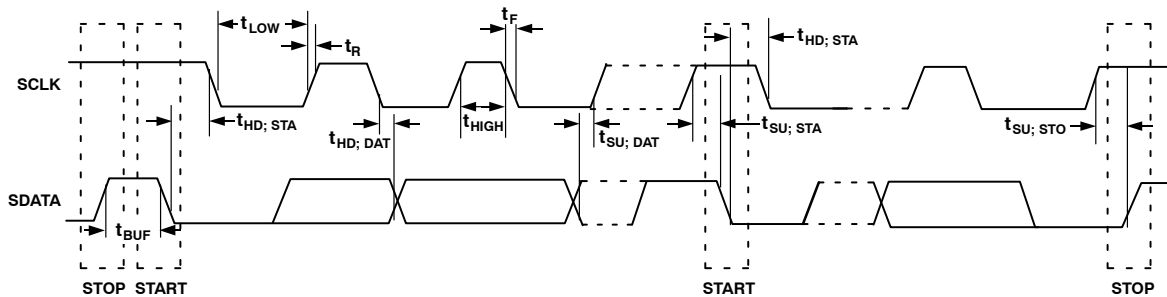 tLOW
tR
tF
tHD; STA
SCLK
tHD; STA
tHD; DAT
tHIGH
tSU; DAT
tSU; STA
tSU; STO
SDATA
tBUF
STOP START START STOP